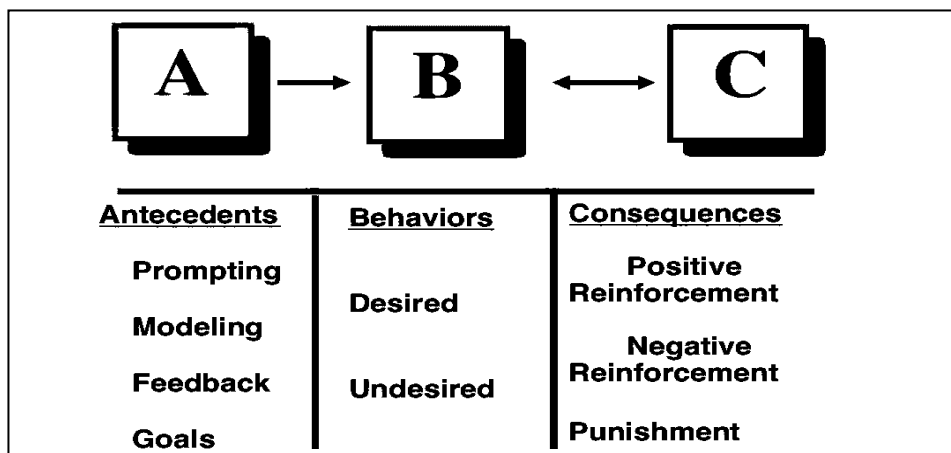 A
B
C
Antecedents
Prompting
Modeling
Feedback
Goals
Behaviors
Desired
Undesired
Consequences
Positive
Reinforcement
Negative
Reinforcement
Punishment